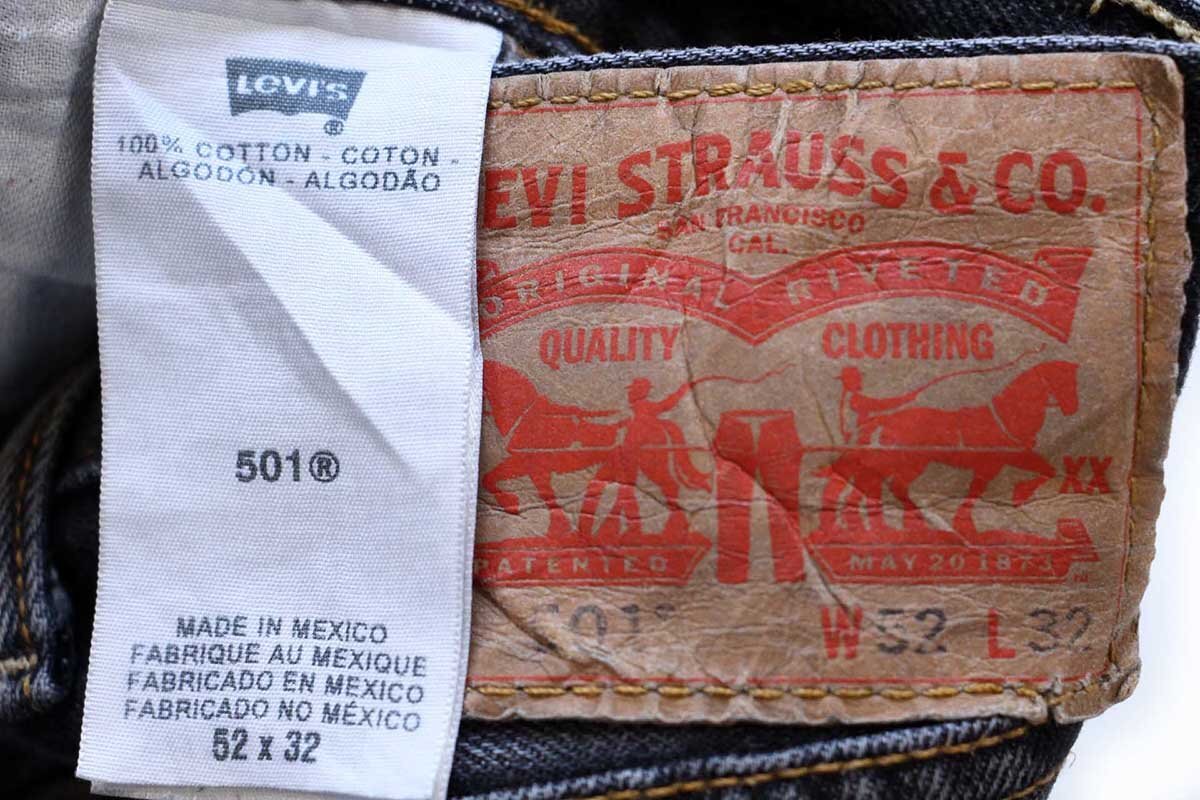 LEVI'S
®
100% COTTON - COTON -
ALGODÓN - ALGODÃO
501®
MADE IN MEXICO
FABRIQUE AU MEXIQUE
FABRICADO EN MEXICO
FABRICADO NO MÉXICO
52 x 32
EVI STRAUSS & CO.
SAN FRANCISCO
CAL.
ORIGINAL RIVETED
QUALITY CLOTHING
XX
PATENTED MAY 20 1873
TM
501® W 52 L 32